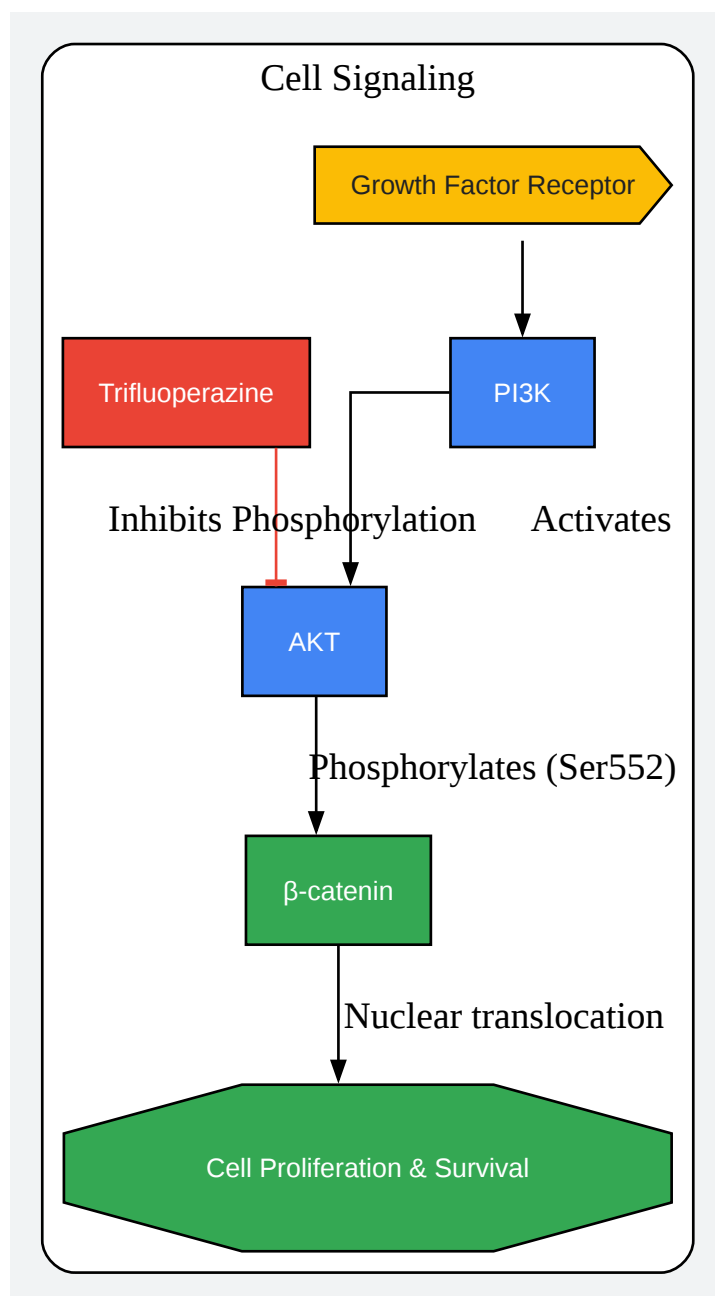 Cell Signaling
Growth Factor Receptor
Trifluoperazine
PI3K
Inhibits Phosphorylation
Activates
AKT
Phosphorylates (Ser552)
β-catenin
Nuclear translocation
Cell Proliferation & Survival